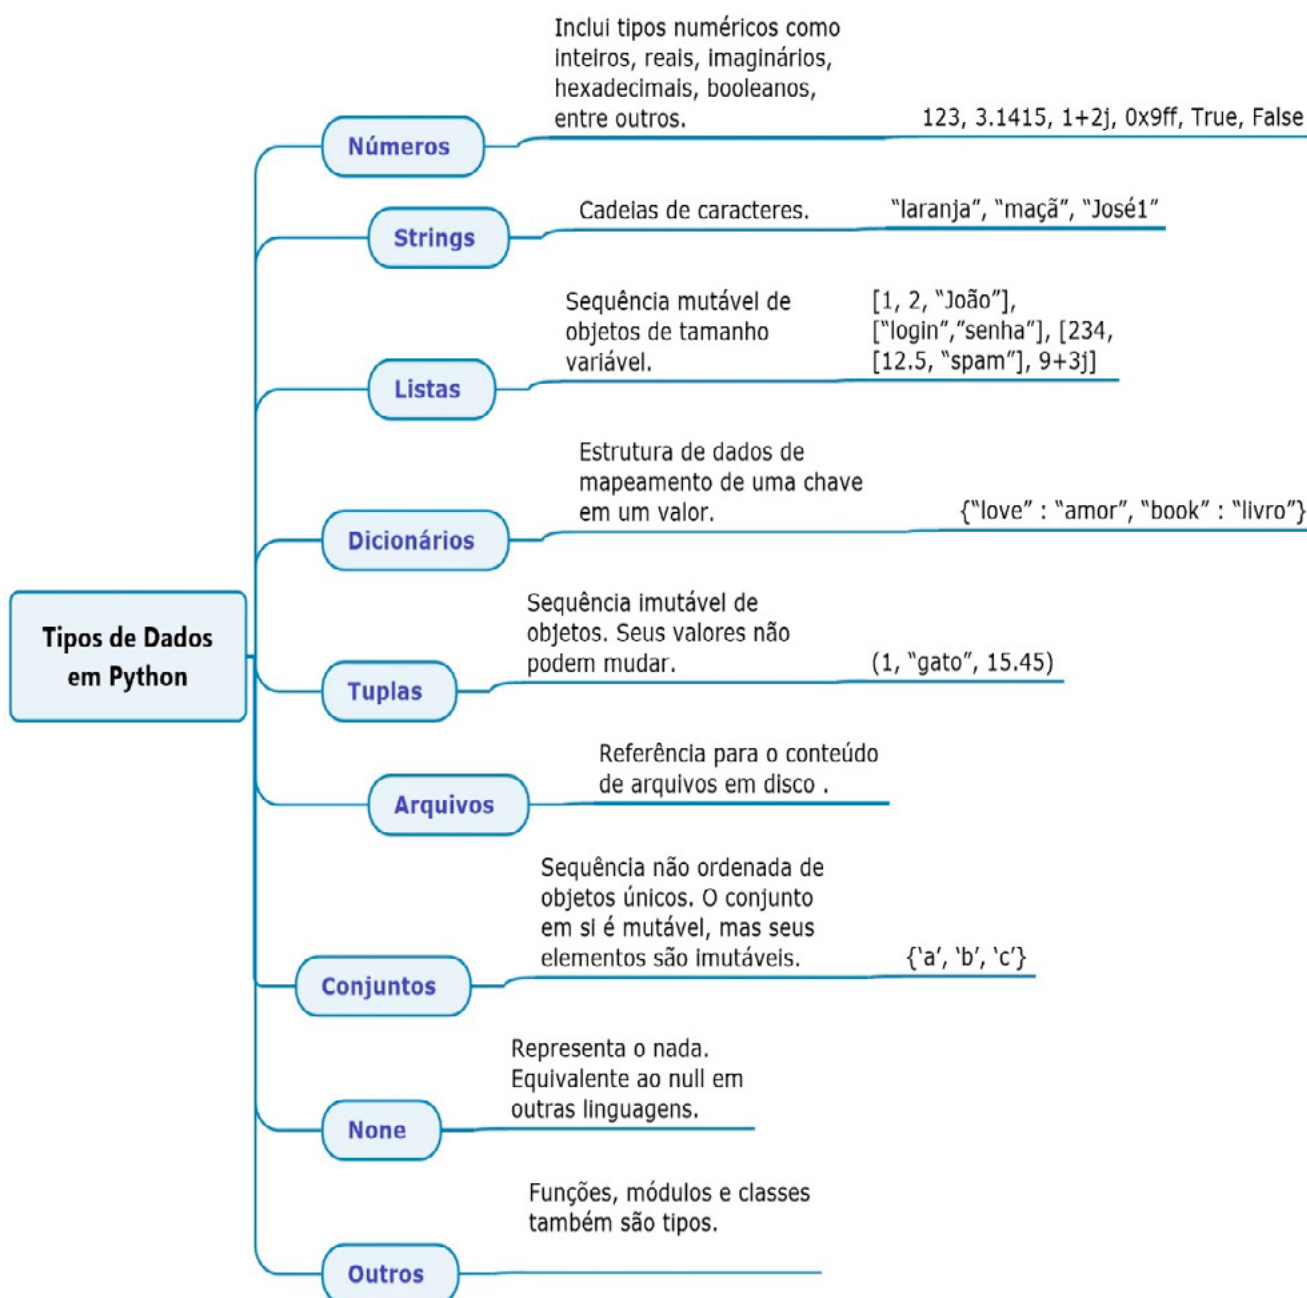 Inclui tipos numéricos como
inteiros, reais, imaginários,
hexadecimais, booleanos,
entre outros.
123, 3.1415, 1+2j, 0x9ff, True, False
Números
Cadeias de caracteres.
“laranja”, “maçã”, “José1”
Strings
Sequência mutável de
objetos de tamanho
variável.
[1, 2, “João”],
[“login”,”senha”], [234,
[12.5, “spam”], 9+3j]
Listas
Estrutura de dados de
mapeamento de uma chave
em um valor.
{“love” : “amor”, “book” : “livro”}
Dicionários
Tipos de Dados
em Python
Sequência imutável de
objetos. Seus valores não
podem mudar.
(1, “gato”, 15.45)
Tuplas
Referência para o conteúdo
de arquivos em disco .
Arquivos
Sequência não ordenada de
objetos únicos. O conjunto
em si é mutável, mas seus
elementos são imutáveis.
{‘a’, ‘b’, ‘c’}
Conjuntos
Representa o nada.
Equivalente ao null em
outras linguagens.
None
Funções, módulos e classes
também são tipos.
Outros